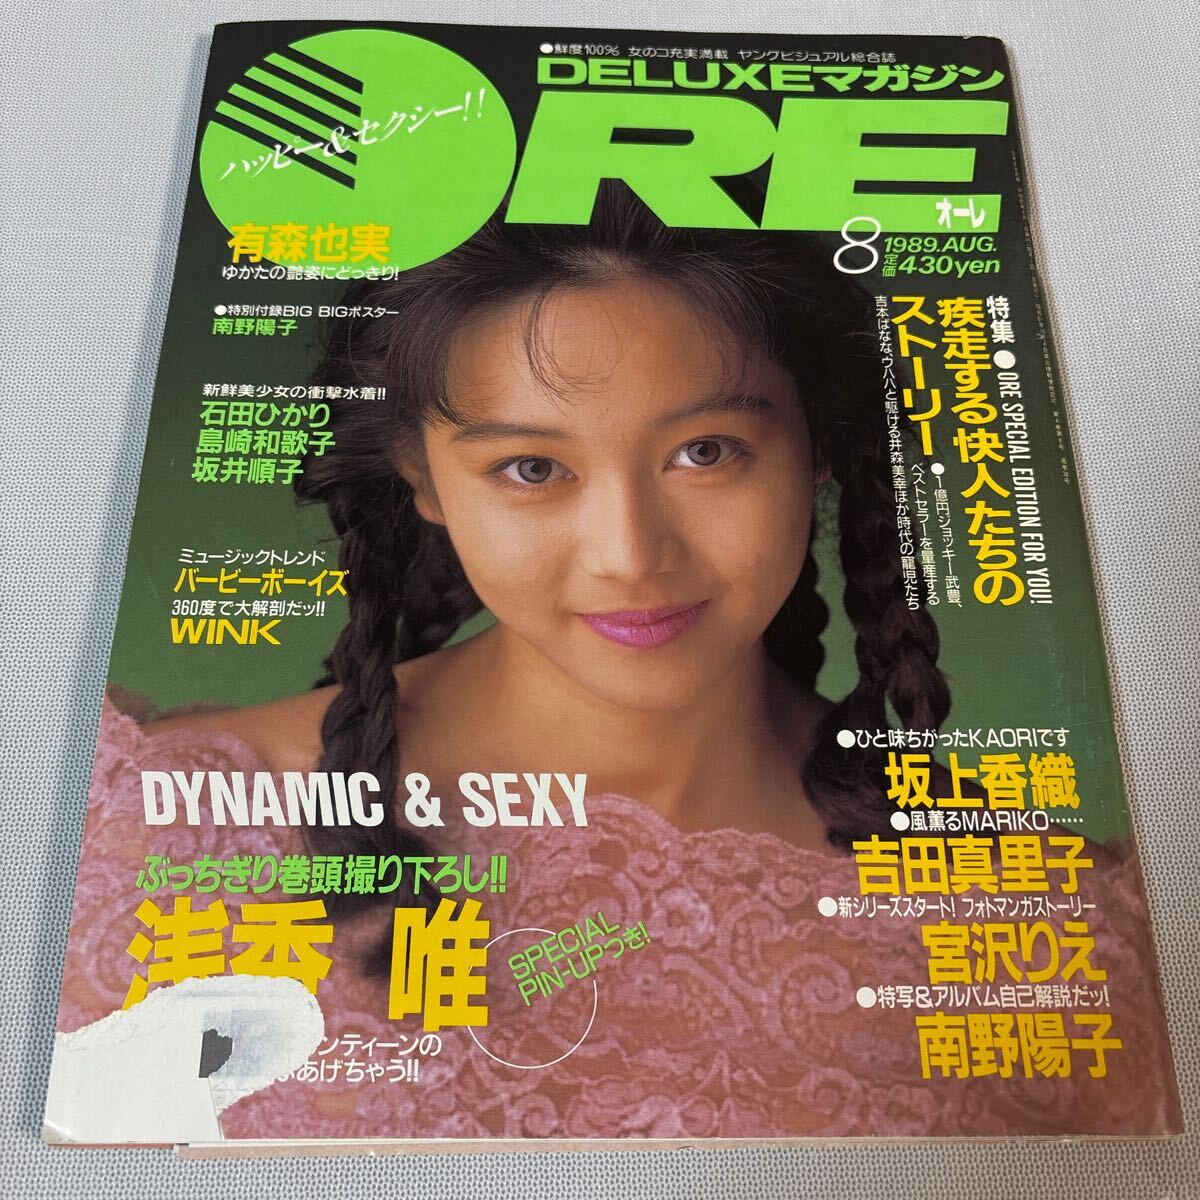 ●鮮度100% 女のコ充実満載 ヤングビジュアル総合誌
DELUXEマガジン
ORE
オーレ
ハッピー&セクシー!!
8
1989.AUG.
定価430yen
有森也実
ゆかたの艶姿にどっきり!
●特別付録BIG BIGポスター
南野陽子
新鮮美少女の衝撃水着!!
石田ひかり
島崎和歌子
坂井順子
ミュージックトレンド
バービーボーイズ
360度で大解剖だッ!!
WINK
特集●ORE SPECIAL EDITION FOR YOU!
疾走する快人たちの
ストーリー
●1億円ジョッキー武豊、
ベストセラーを量産する
吉本ばなな、ウハハと駆ける井森美幸ほか時代の寵児たち
DYNAMIC & SEXY
ぶっちぎり巻頭撮り下ろし!!
浅香 唯
SPECIAL
PIN-UPつき!
ンティーンの
あげちゃう!!
●ひと味ちがったKAORIです
坂上香織
●風薫るMARIKO……
吉田真里子
●新シリーズスタート! フォトマンガストーリー
宮沢りえ
●特写&アルバム自己解説だッ!
南野陽子